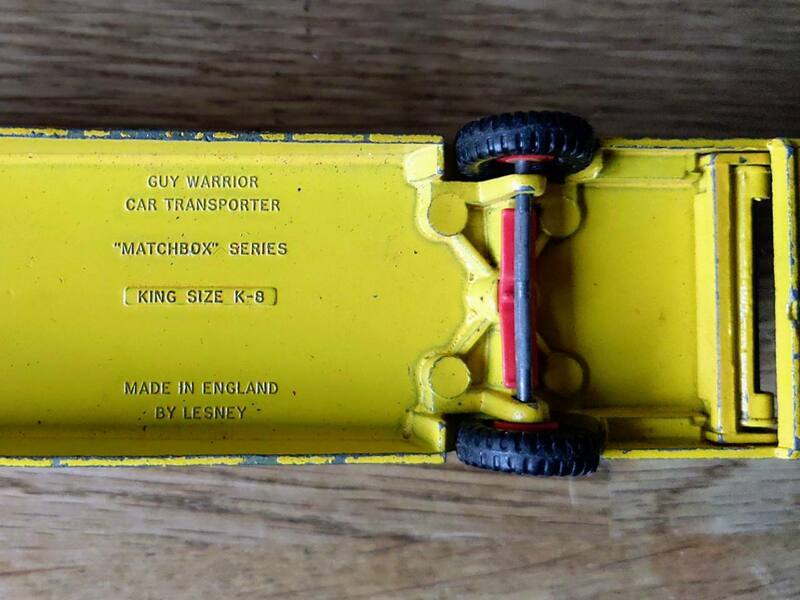 GUY WARRIOR
CAR TRANSPORTER
"MATCHBOX" SERIES
KING SIZE K-8
MADE IN ENGLAND
BY LESNEY